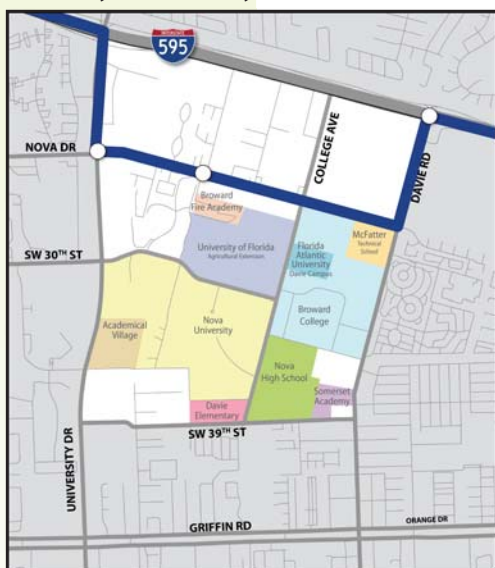 INTERSTATE
595
COLLEGE AVE
NOVA DR
DAVIE RD
Broward
Fire Academy
McFatter
Technical
School
University of Florida
Agricultural Extension
Florida
Atlantic
University
Davie Campus
SW 30TH ST
Broward
College
Nova
University
Academical
Village
Nova
High School
Somerset
Academy
Davie
Elementary
SW 39TH ST
UNIVERSITY DR
GRIFFIN RD
ORANGE DR